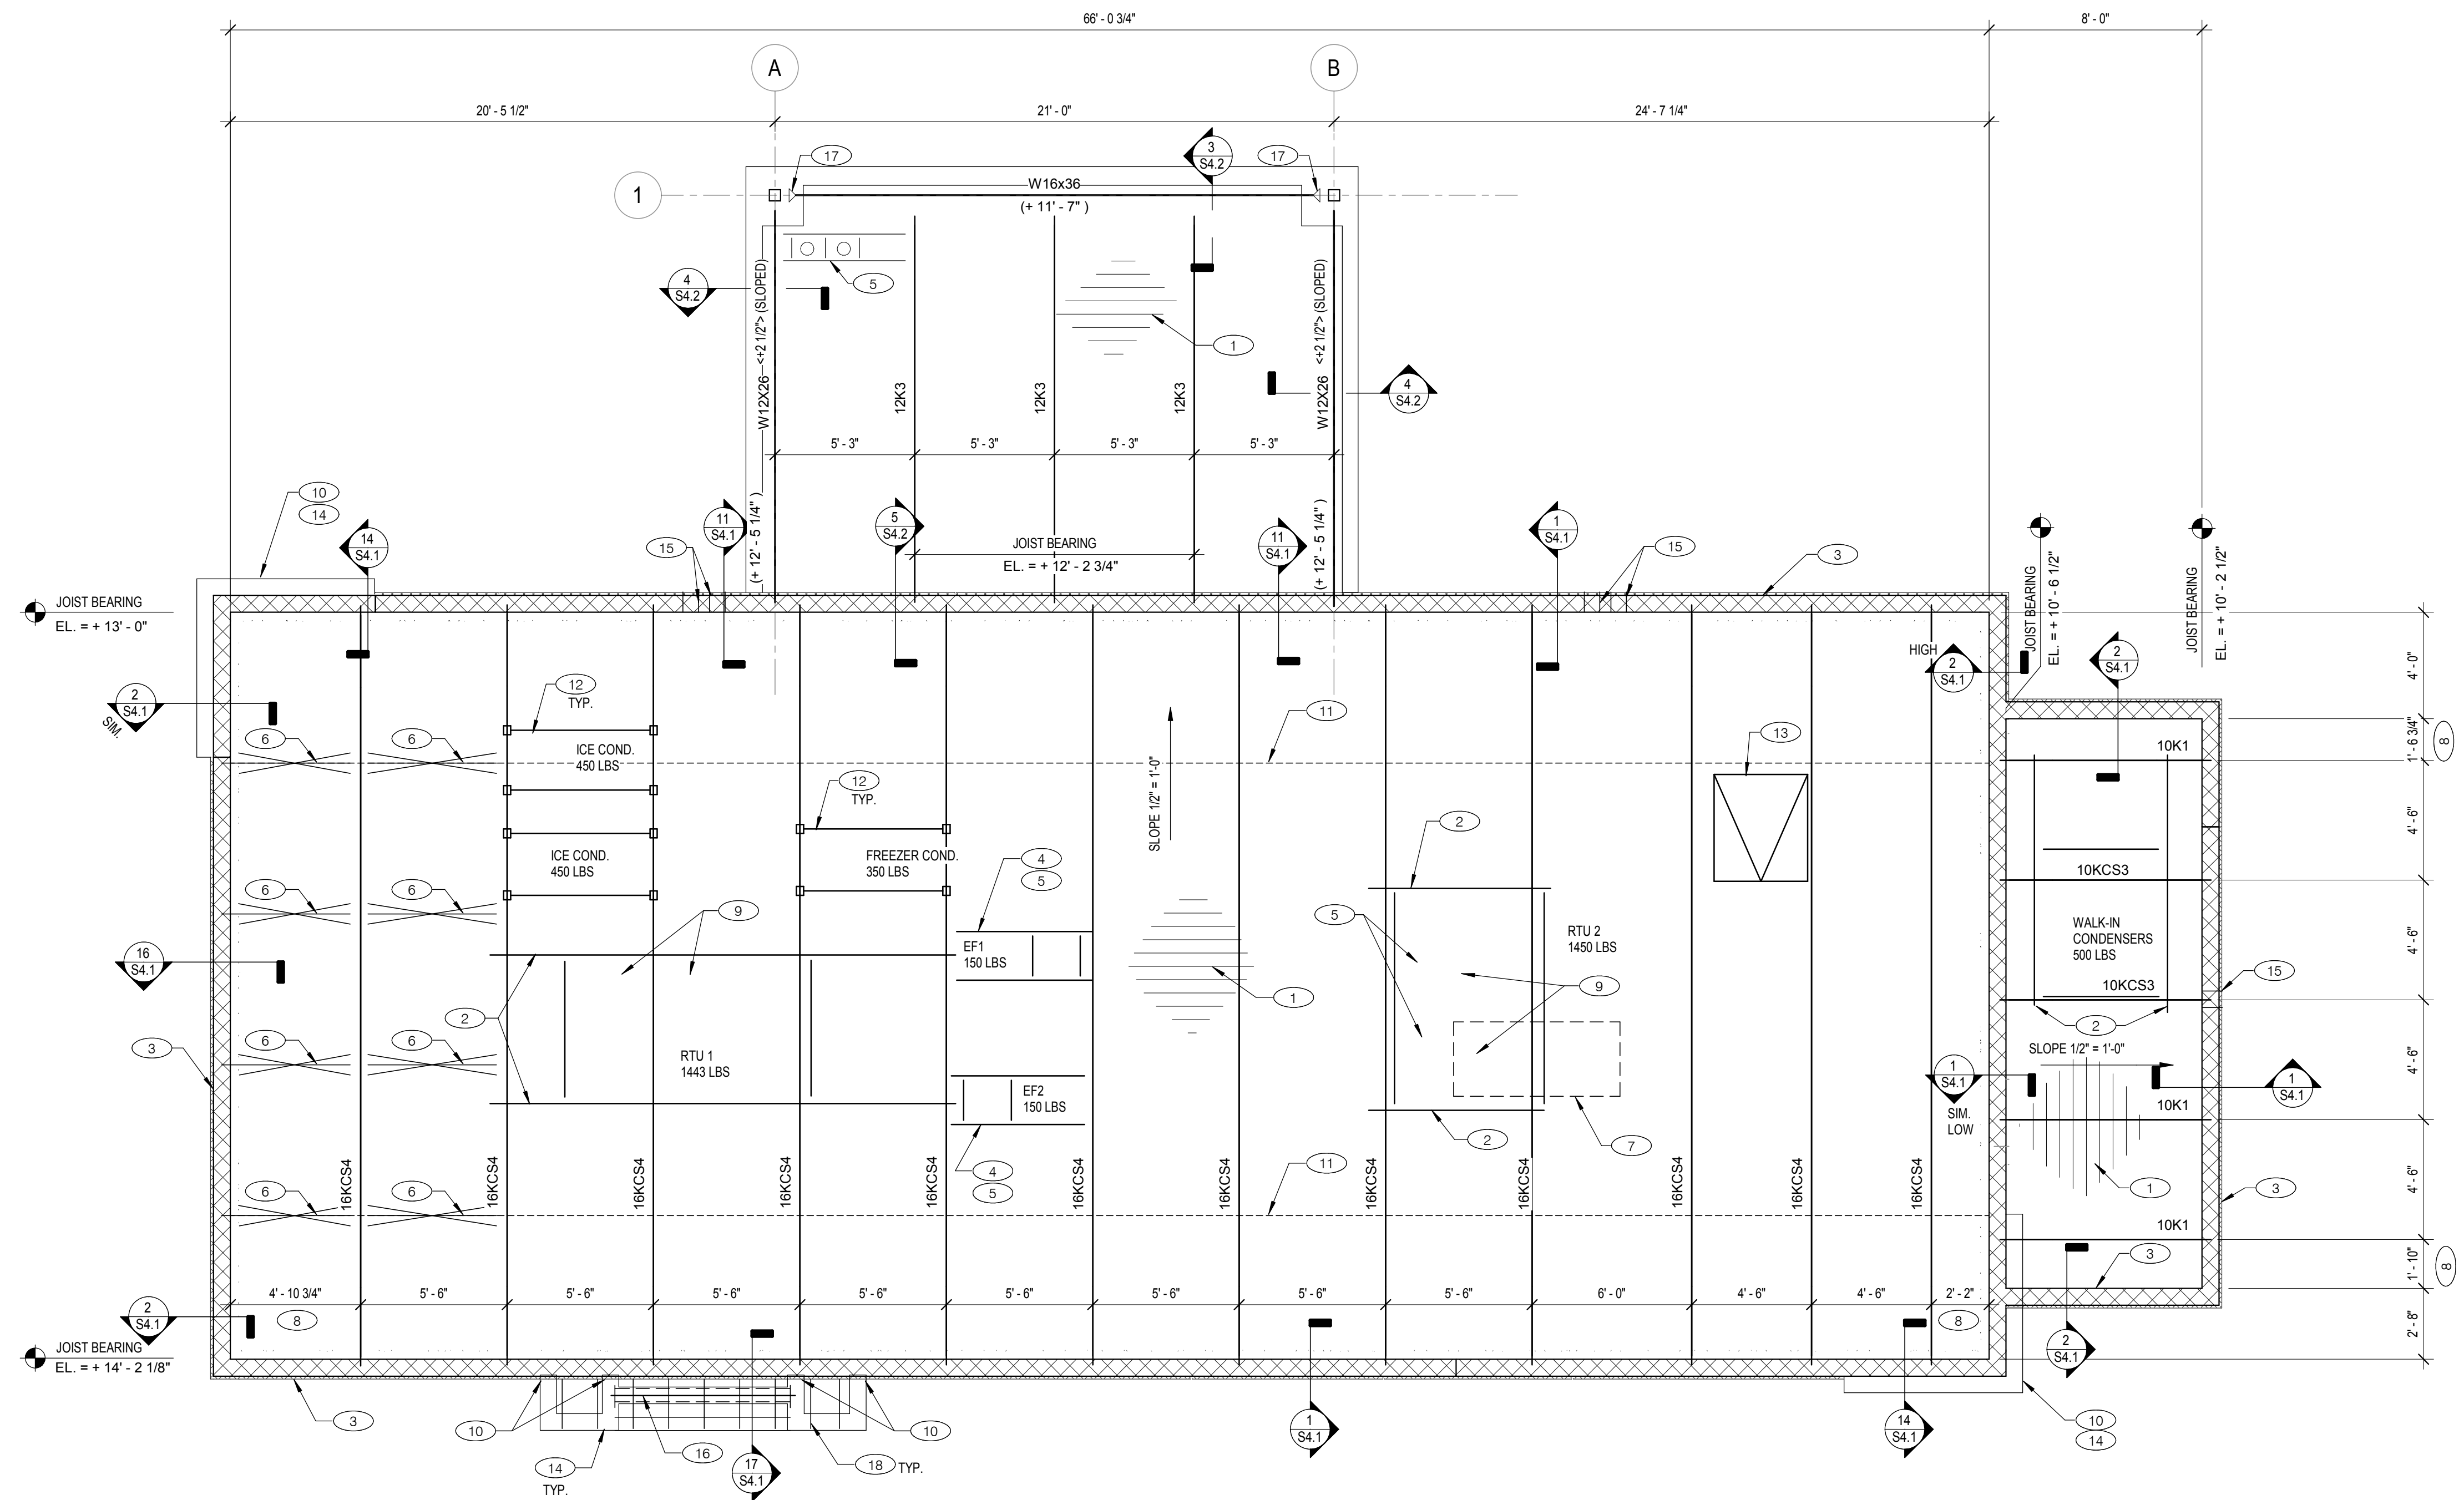 66' - 0 3/4"
8' - 0"
A
B
20' - 5 1/2"
21' - 0"
24' - 7 1/4"
17
3
S4.2
17
1
W16x36
(+ 11' - 7" )
4
S4.2
5
W12X26 <+2 1/2"> (SLOPED)
W12X26 <+2 1/2"> (SLOPED)
1
12K3
12K3
12K3
4
S4.2
5' - 3"
5' - 3"
5' - 3"
5' - 3"
(+ 12' - 5 1/4" )
(+ 12' - 5 1/4" )
10
14
14
S4.1
15
11
S4.1
5
S4.2
JOIST BEARING
EL. = + 12' - 2 3/4"
11
S4.1
1
S4.1
15
3
JOIST BEARING
EL. = + 10' - 6 1/2"
JOIST BEARING
EL. = + 10' - 2 1/2"
JOIST BEARING
EL. = + 13' - 0"
HIGH
2
S4.1
2
S4.1
4' - 0"
2
S4.1
SIM.
12
TYP.
11
6
6
ICE COND.
450 LBS
13
10K1
1' - 6 3/4"
8
SLOPE 1/2" = 1'-0"
12
TYP.
2
4' - 6"
ICE COND.
450 LBS
FREEZER COND.
350 LBS
4
5
10KCS3
6
6
9
5
RTU 2
1450 LBS
WALK-IN
CONDENSERS
500 LBS
4' - 6"
EF1
150 LBS
16
S4.1
9
10KCS3
15
1
2
2
3
RTU 1
1443 LBS
6
6
SLOPE 1/2" = 1'-0"
4' - 6"
1
S4.1
SIM.
LOW
1
S4.1
EF2
150 LBS
10K1
7
2
4
5
11
6
6
16KCS4
16KCS4
16KCS4
16KCS4
16KCS4
16KCS4
16KCS4
16KCS4
16KCS4
16KCS4
16KCS4
16KCS4
1
3
4' - 6"
10K1
3
1' - 10"
8
4' - 10 3/4"
5' - 6"
5' - 6"
5' - 6"
5' - 6"
5' - 6"
5' - 6"
5' - 6"
5' - 6"
6' - 0"
4' - 6"
4' - 6"
2' - 2"
2
S4.1
8
8
2' - 8"
2
S4.1
JOIST BEARING
EL. = + 14' - 2 1/8"
3
10
10
1
S4.1
14
S4.1
10
14
16
14
TYP.
17
S4.1
18 TYP.